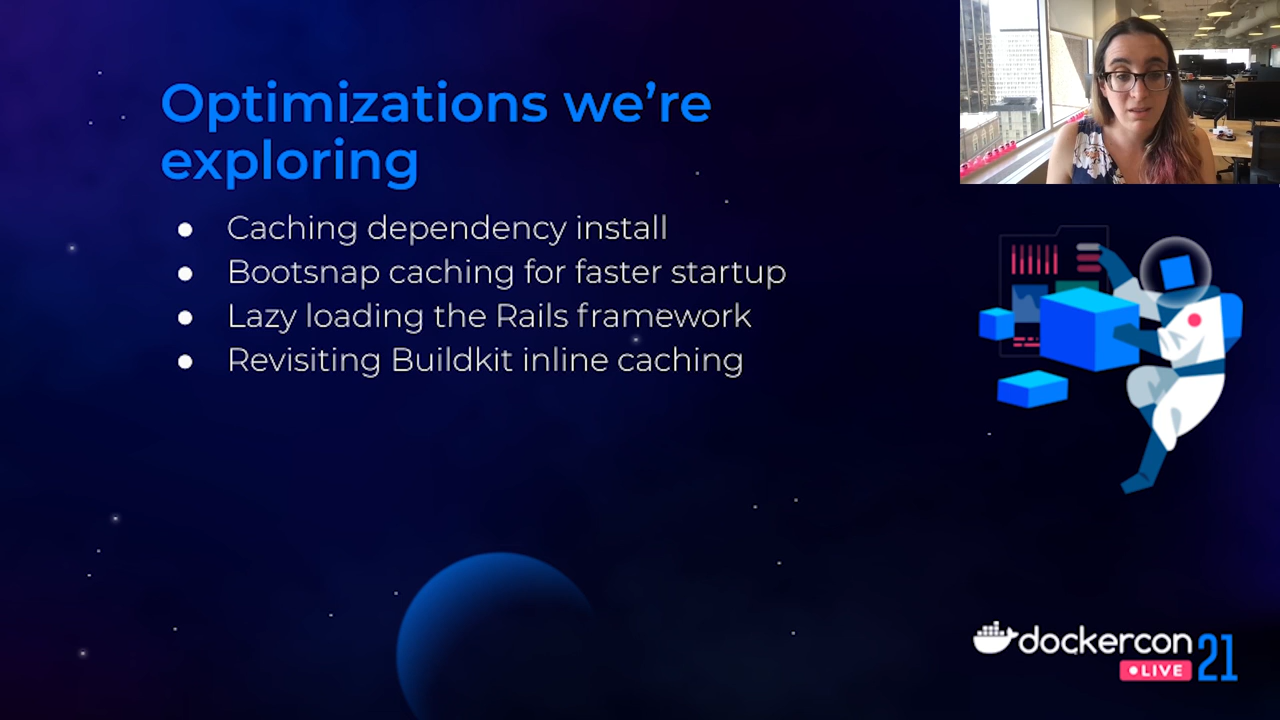 Optimizations we're
exploring
● Caching dependency install
● Bootsnap caching for faster startup
● Lazy loading the Rails framework
● Revisiting Buildkit inline caching
dockercon
LIVE
21